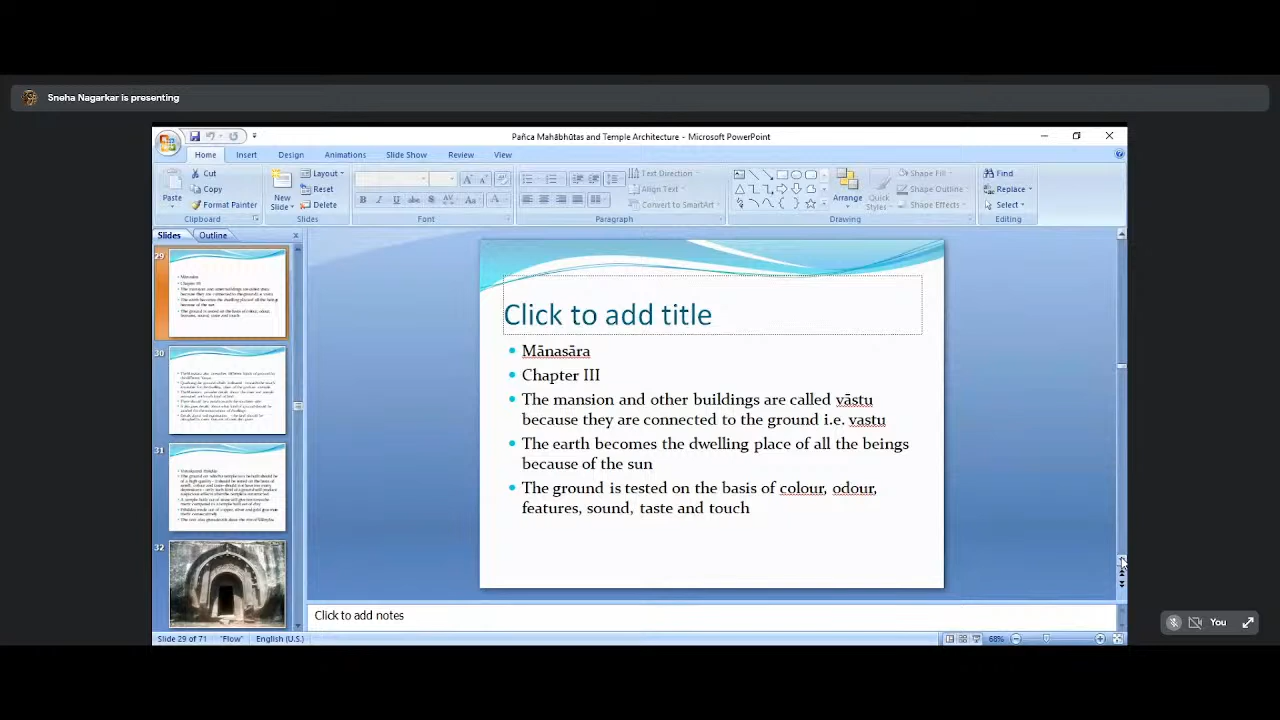 Sneha Nagarkar is presenting
Pañca Mahābhūtas and Temple Architecture - Microsoft PowerPoint
Home Insert Design Animations Slide Show Review View
Paste
Cut
Copy
Format Painter
Clipboard
New Slide
Layout
Reset
Delete
Slides
Font
Text Direction
Align Text
Convert to SmartArt
Paragraph
Arrange
Quick Styles
Shape Fill
Shape Outline
Shape Effects
Drawing
Find
Replace
Select
Editing
Slides Outline
29
30
31
32
Click to add title
Mānasāra
Chapter III
The mansion and other buildings are called vāstu
because they are connected to the ground i.e. vastu
The earth becomes the dwelling place of all the beings
because of the sun
The ground is tested on the basis of colour, odour,
features, sound, taste and touch
Click to add notes
Slide 29 of 71 "Flow" English (U.S.) 68%
You